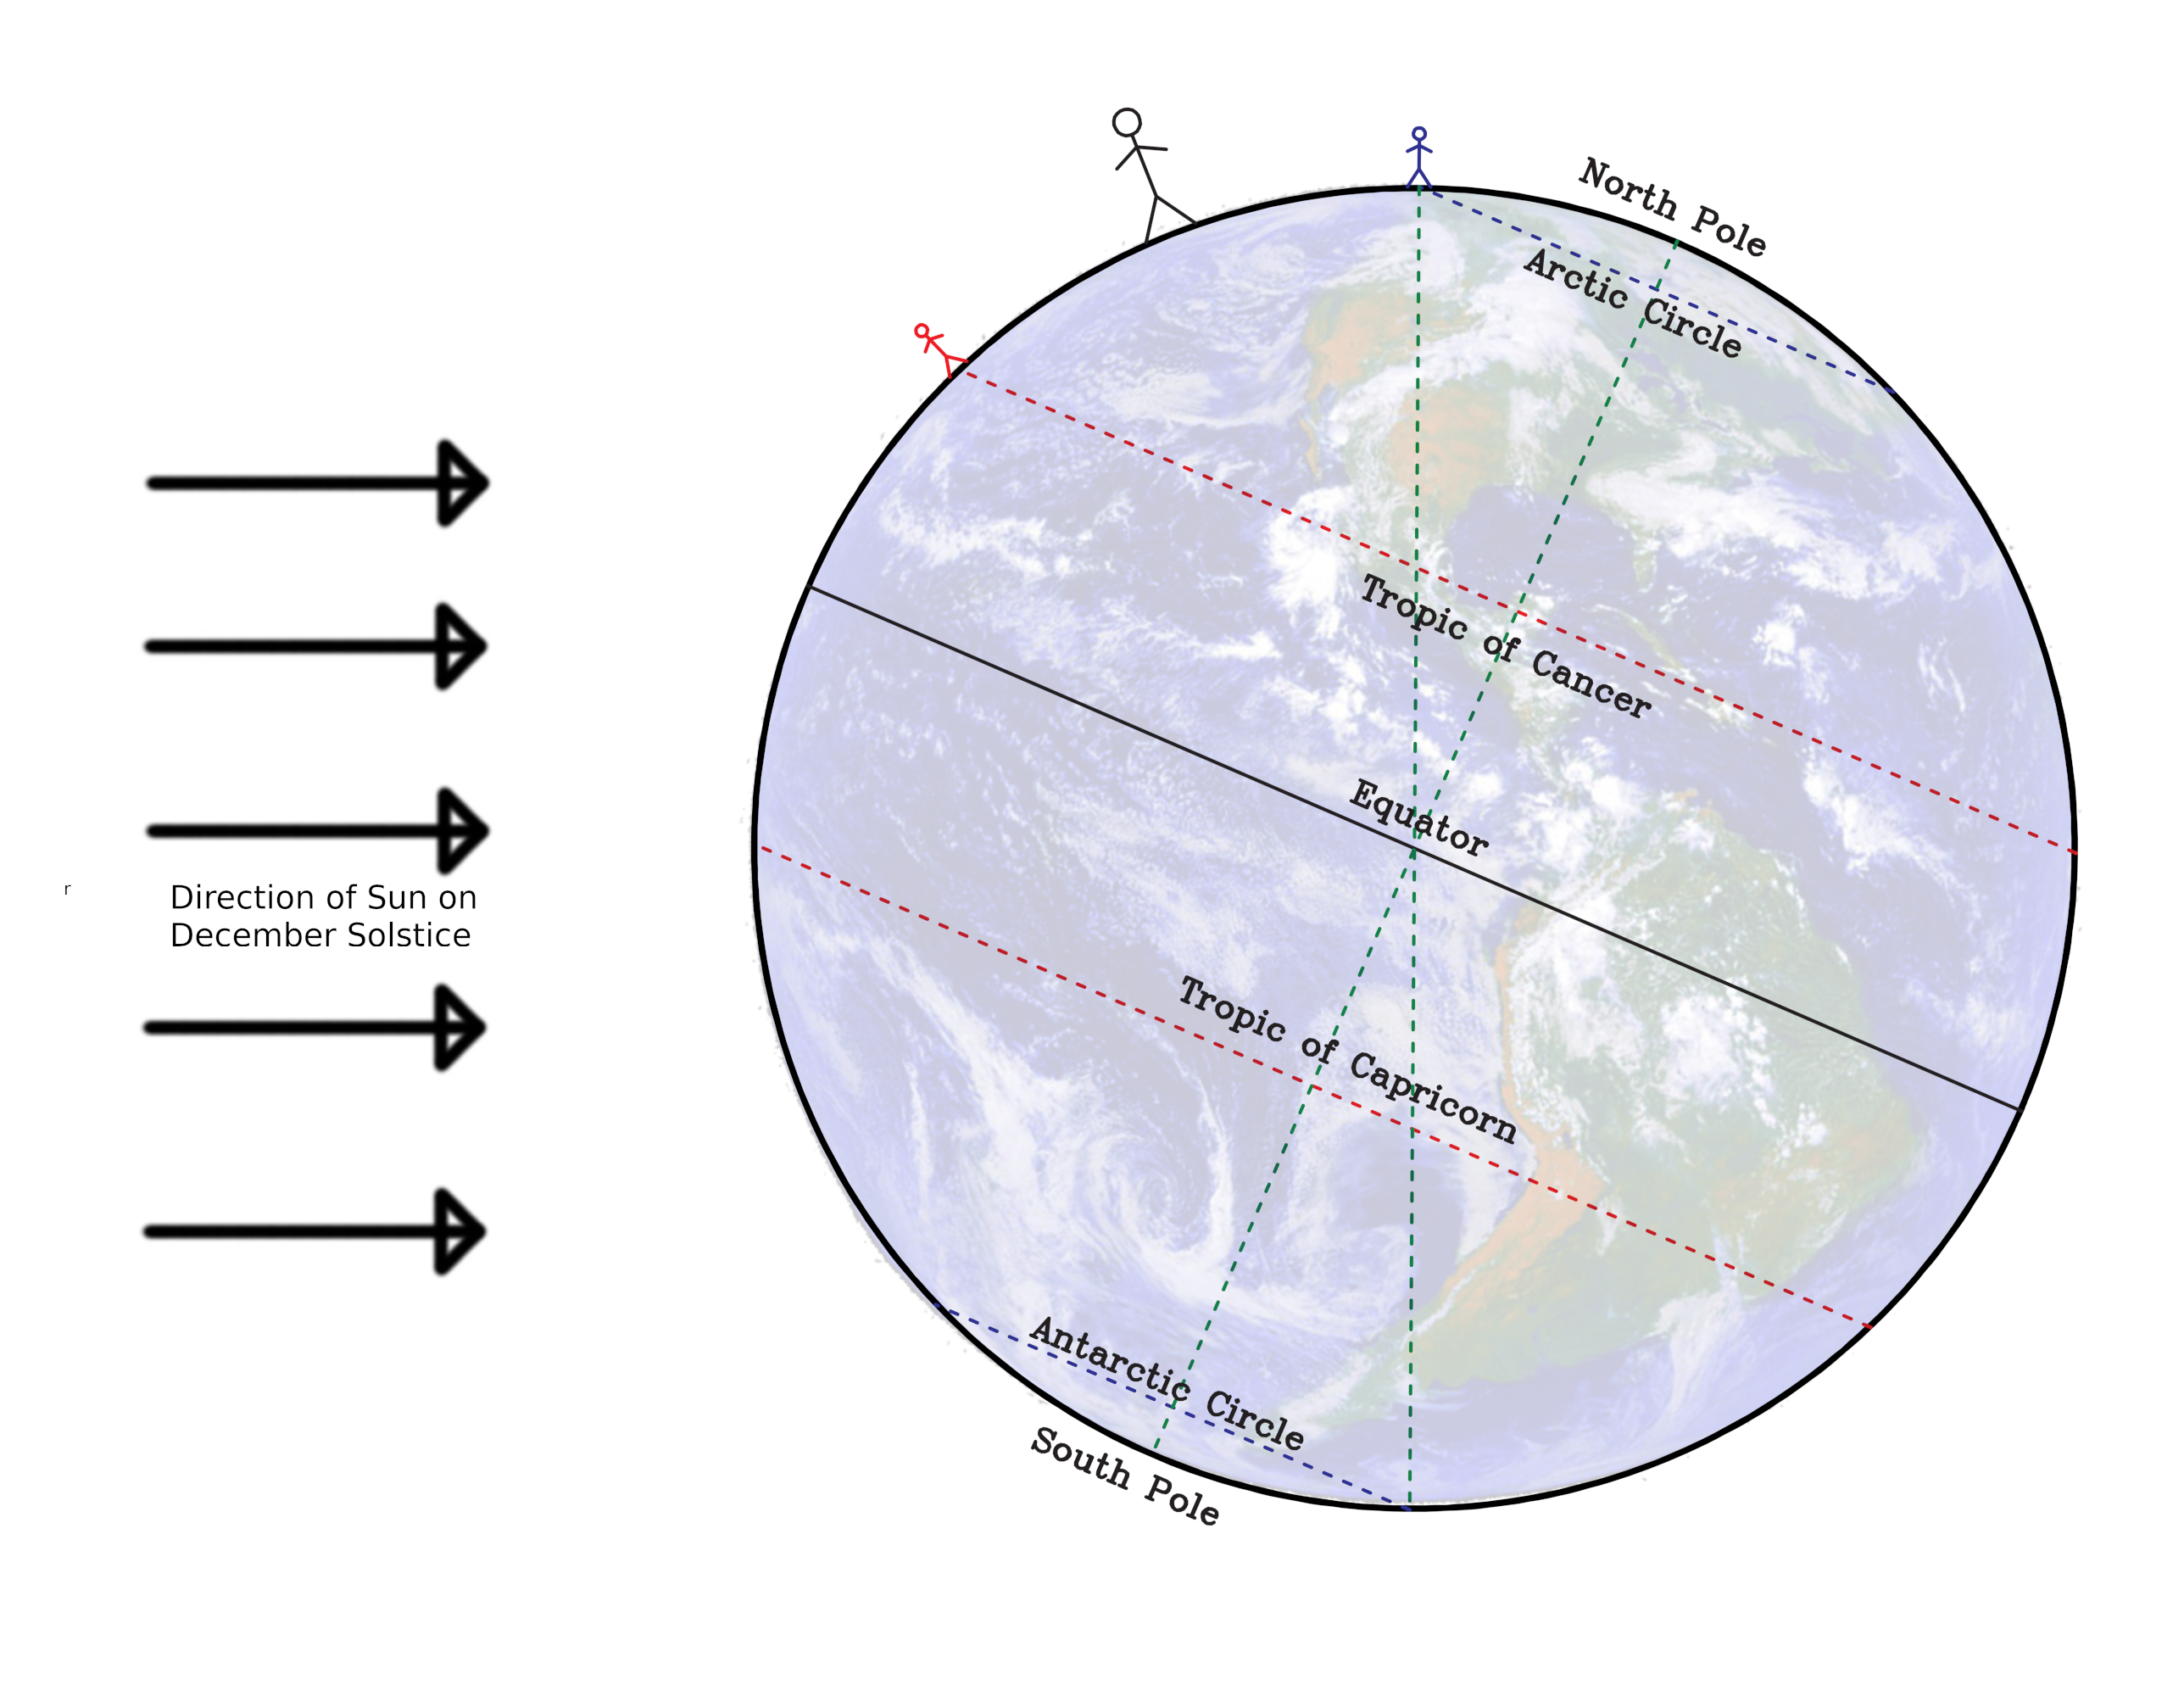 North Pole
Arctic Circle
Tropic of Cancer
Equator
r
Direction of Sun on
December Solstice
Tropic of Capricorn
Antarctic Circle
South Pole